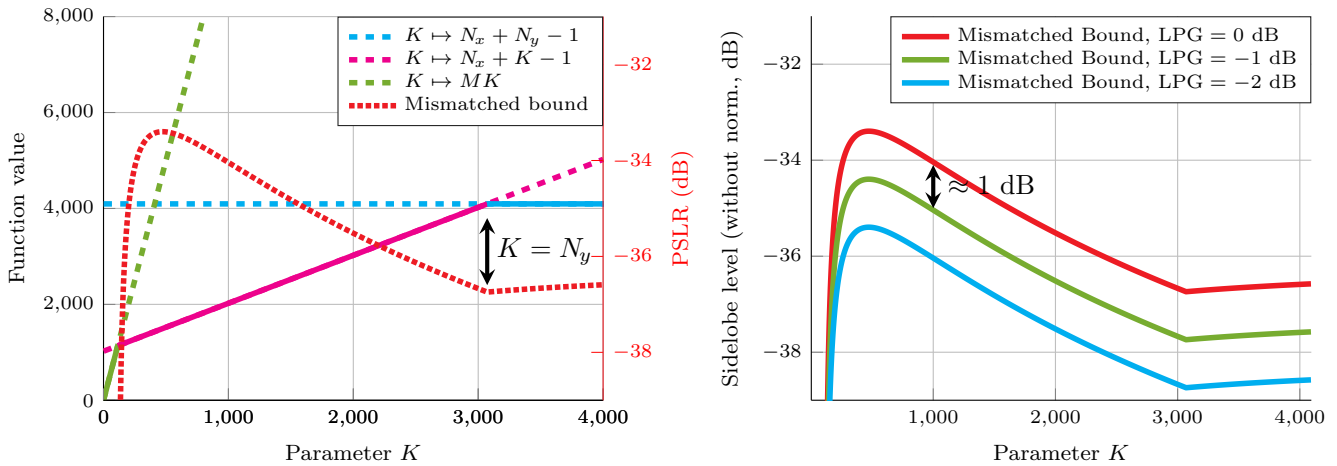 8,000
6,000
4,000
2,000
0
Function value
K ↦ N_x + N_y − 1
K ↦ N_x + K − 1
K ↦ MK
Mismatched bound
K = N_y
−32
−34
−36
−38
PSLR (dB)
0
1,000
2,000
3,000
4,000
Parameter K
−32
−34
−36
−38
Sidelobe level (without norm., dB)
Mismatched Bound, LPG = 0 dB
Mismatched Bound, LPG = −1 dB
Mismatched Bound, LPG = −2 dB
≈ 1 dB
1,000
2,000
3,000
4,000
Parameter K